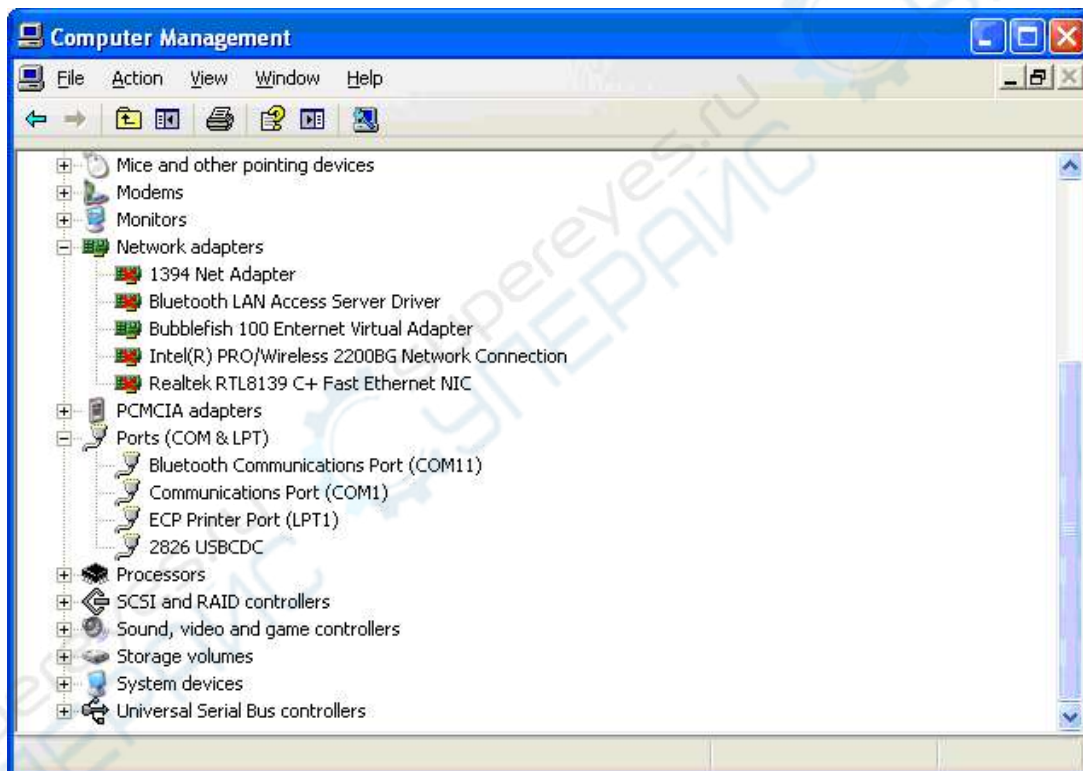 Computer Management
File Action View Window Help
Mice and other pointing devices
Modems
Monitors
Network adapters
1394 Net Adapter
Bluetooth LAN Access Server Driver
Bubblefish 100 Enternet Virtual Adapter
Intel(R) PRO/Wireless 2200BG Network Connection
Realtek RTL8139 C+ Fast Ethernet NIC
PCMCIA adapters
Ports (COM & LPT)
Bluetooth Communications Port (COM11)
Communications Port (COM1)
ECP Printer Port (LPT1)
2826 USBCDC
Processors
SCSI and RAID controllers
Sound, video and game controllers
Storage volumes
System devices
Universal Serial Bus controllers
supereyes.ru
СУПЕРАЙС